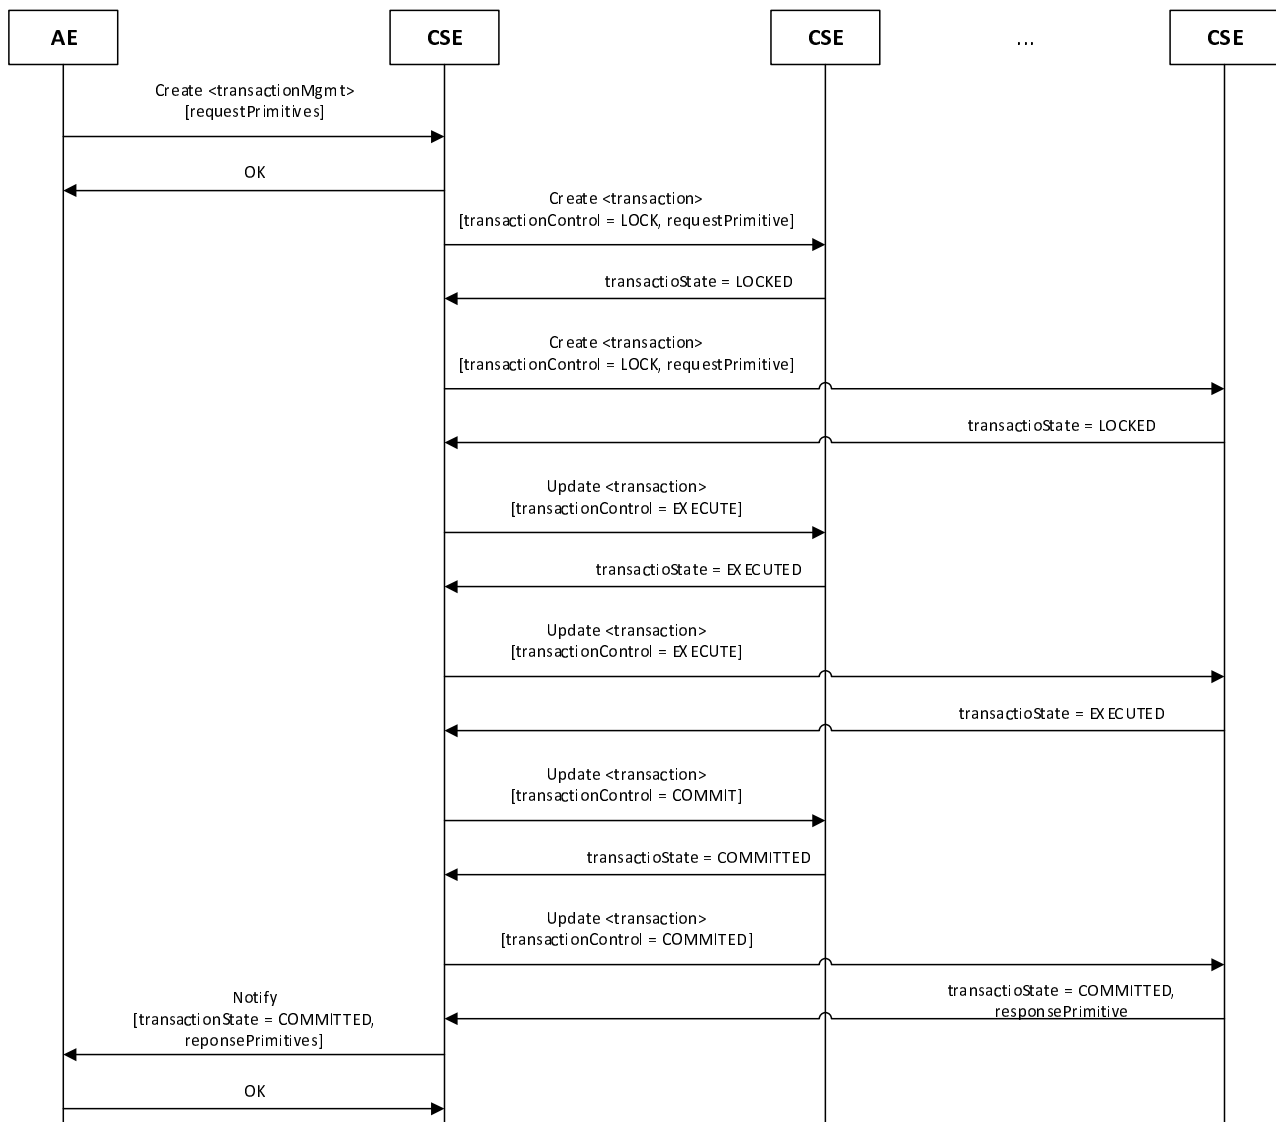 AE
CSE
CSE
...
CSE
Create <transactionMgmt>
[requestPrimitives]
OK
Create <transaction>
[transactionControl = LOCK, requestPrimitive]
transactioState = LOCKED
Create <transaction>
[transactionControl = LOCK, requestPrimitive]
transactioState = LOCKED
Update <transaction>
[transactionControl = EXECUTE]
transactioState = EXECUTED
Update <transaction>
[transactionControl = EXECUTE]
transactioState = EXECUTED
Update <transaction>
[transactionControl = COMMIT]
transactioState = COMMITTED
Update <transaction>
[transactionControl = COMMITED]
transactioState = COMMITTED,
responsePrimitive
Notify
[transactionState = COMMITTED,
reponsePrimitives]
OK